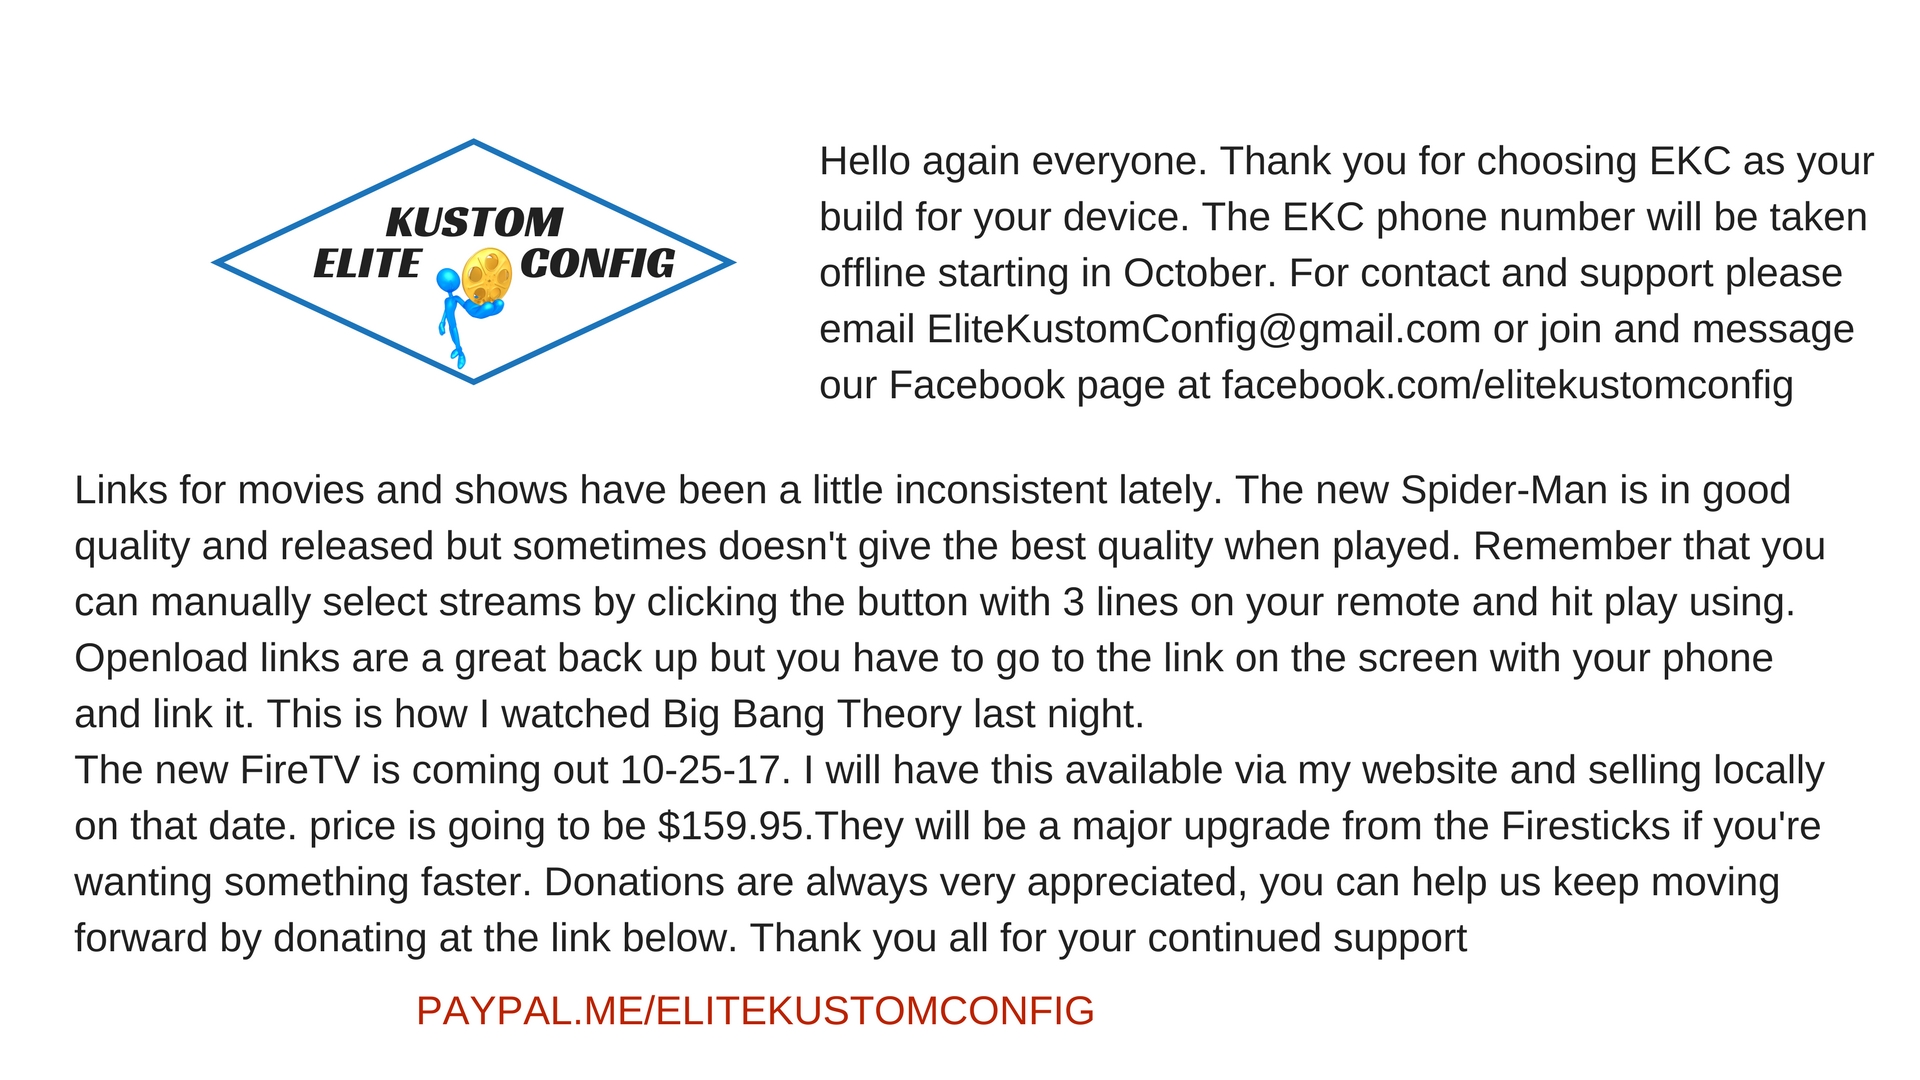 KUSTOM
ELITE CONFIG
Hello again everyone. Thank you for choosing EKC as your
build for your device. The EKC phone number will be taken
offline starting in October. For contact and support please
email EliteKustomConfig@gmail.com or join and message
our Facebook page at facebook.com/elitekustomconfig
Links for movies and shows have been a little inconsistent lately. The new Spider-Man is in good
quality and released but sometimes doesn't give the best quality when played. Remember that you
can manually select streams by clicking the button with 3 lines on your remote and hit play using.
Openload links are a great back up but you have to go to the link on the screen with your phone
and link it. This is how I watched Big Bang Theory last night.
The new FireTV is coming out 10-25-17. I will have this available via my website and selling locally
on that date. price is going to be $159.95.They will be a major upgrade from the Firesticks if you're
wanting something faster. Donations are always very appreciated, you can help us keep moving
forward by donating at the link below. Thank you all for your continued support
PAYPAL.ME/ELITEKUSTOMCONFIG